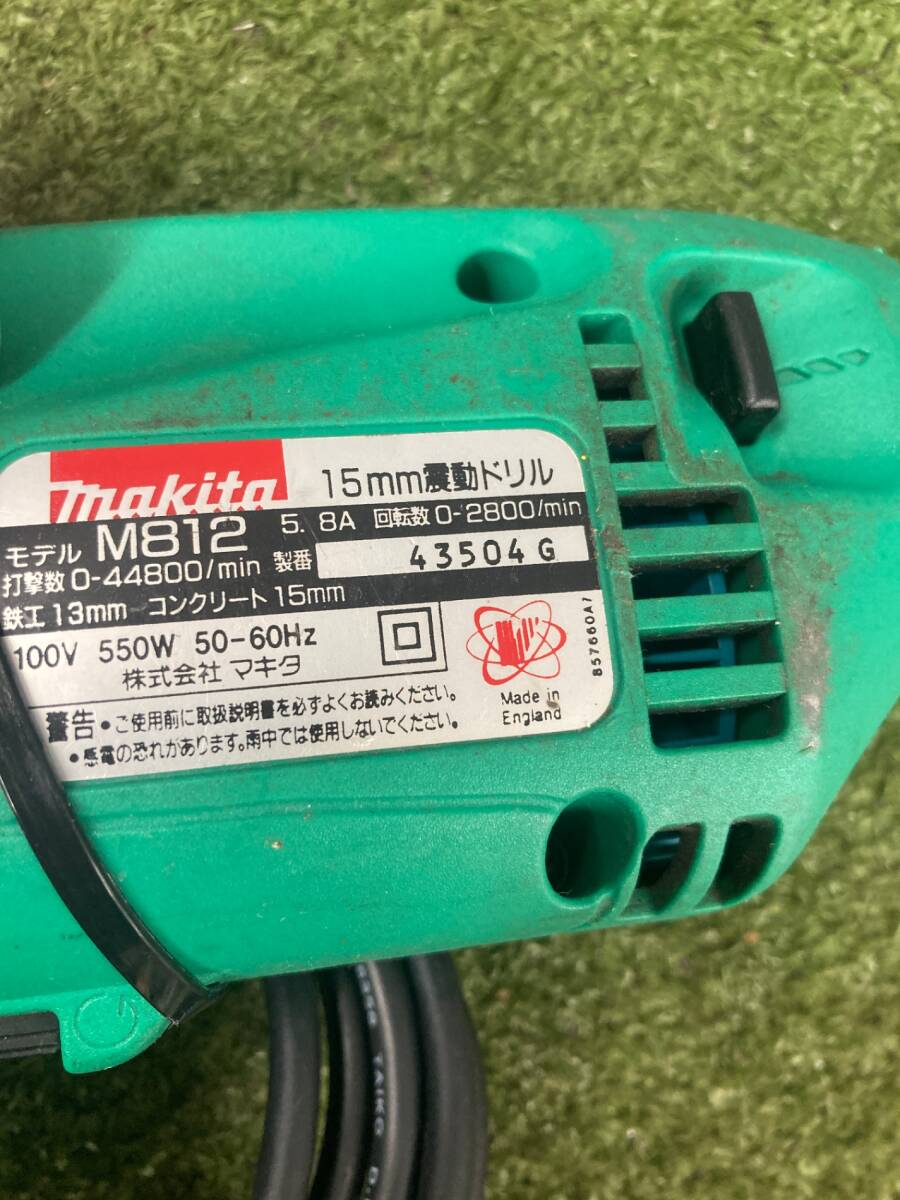 makita 15mm震動ドリル
モデル M812 5.8A 回転数 0-2800/min
打撃数 0-44800/min 製番 43504G
鉄工 13mm コンクリート 15mm
100V 550W 50-60Hz
株式会社 マキタ
Made in
England
857660A7
警告 • ご使用前に取扱説明書を必ずよくお読みください。
• 感電の恐れがあります。雨中では使用しないでください。
TAIKO